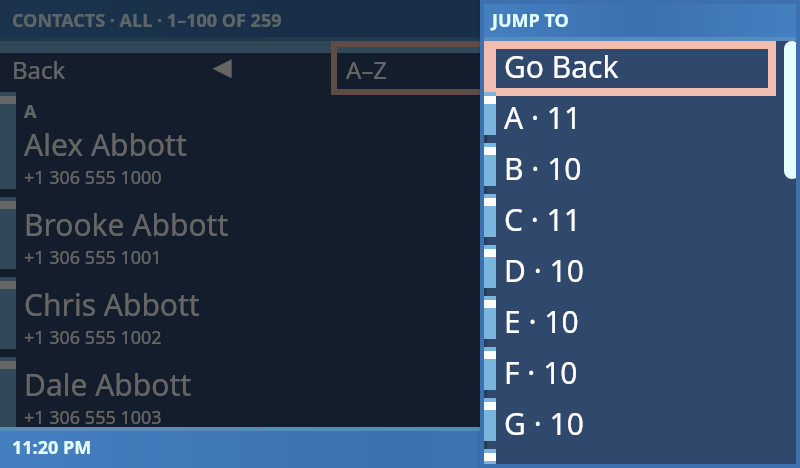 CONTACTS · ALL · 1–100 OF 259
Back ◀ A–Z
A
Alex Abbott
+1 306 555 1000
Brooke Abbott
+1 306 555 1001
Chris Abbott
+1 306 555 1002
Dale Abbott
+1 306 555 1003
11:20 PM
JUMP TO
Go Back
A · 11
B · 10
C · 11
D · 10
E · 10
F · 10
G · 10